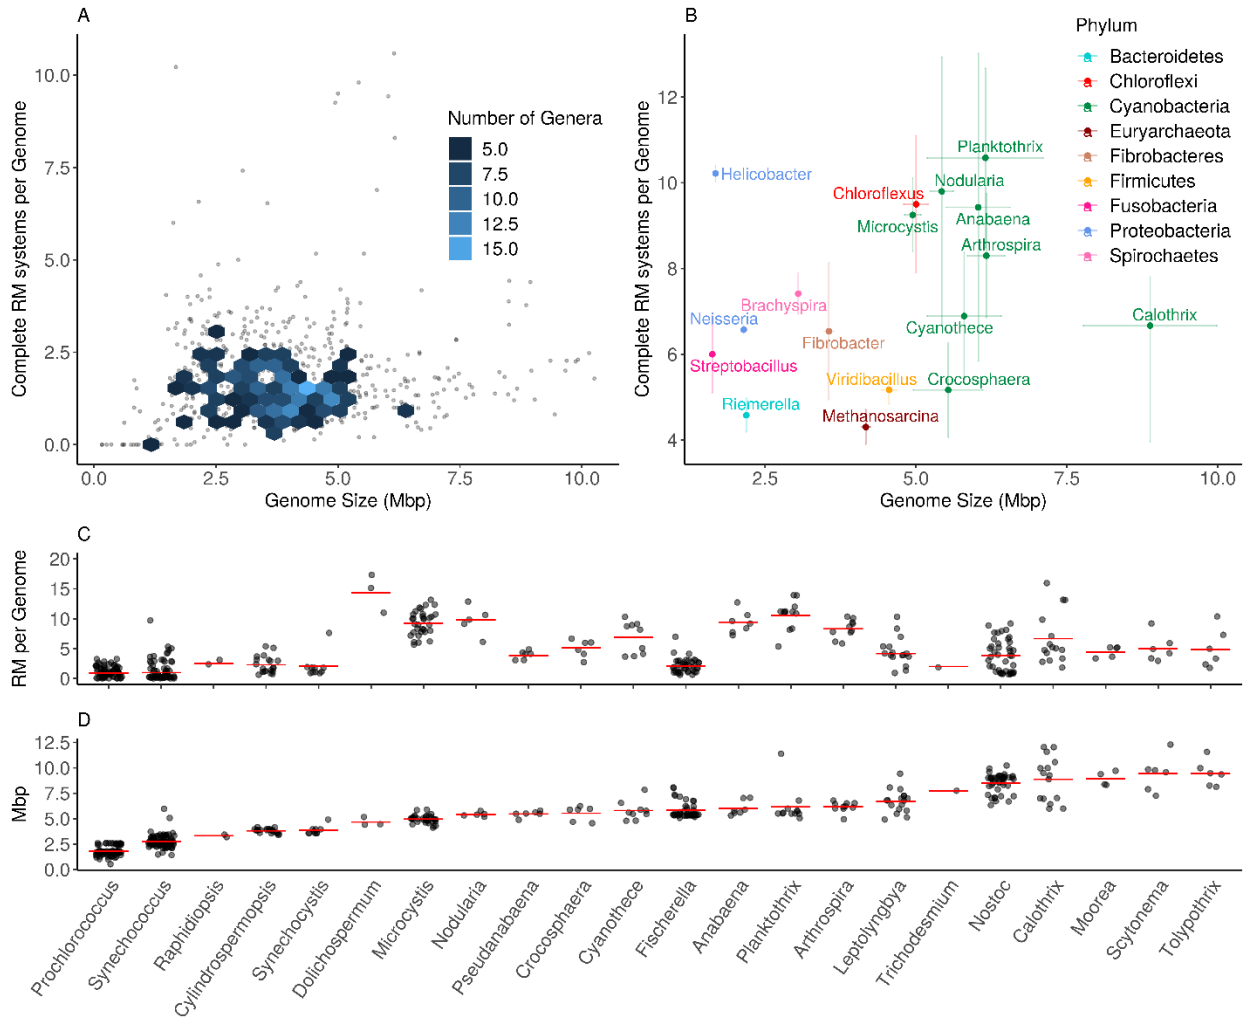 A
Complete RM systems per Genome
10.0
7.5
5.0
2.5
0.0
0.0
2.5
5.0
7.5
10.0
Genome Size (Mbp)
Number of Genera
5.0
7.5
10.0
12.5
15.0
B
Complete RM systems per Genome
12
10
8
6
4
2.5
5.0
7.5
10.0
Genome Size (Mbp)
Helicobacter
Planktothrix
Nodularia
Chloroflexus
Anabaena
Microcystis
Arthrospira
Brachyspira
Neisseria
Cyanothece
Calothrix
Fibrobacter
Streptobacillus
Viridibacillus
Crocosphaera
Riemerella
Methanosarcina
Phylum
a Bacteroidetes
a Chloroflexi
a Cyanobacteria
a Euryarchaeota
a Fibrobacteres
a Firmicutes
a Fusobacteria
a Proteobacteria
a Spirochaetes
C
RM per Genome
20
15
10
5
0
D
Mbp
12.5
10.0
7.5
5.0
2.5
0.0
Prochlorococcus
Synechococcus
Raphidiopsis
Cylindrospermopsis
Synechocystis
Dolichospermum
Microcystis
Nodularia
Pseudanabaena
Crocosphaera
Cyanothece
Fischerella
Anabaena
Planktothrix
Arthrospira
Leptolyngbya
Trichodesmium
Nostoc
Calothrix
Moorea
Scytonema
Tolypothrix